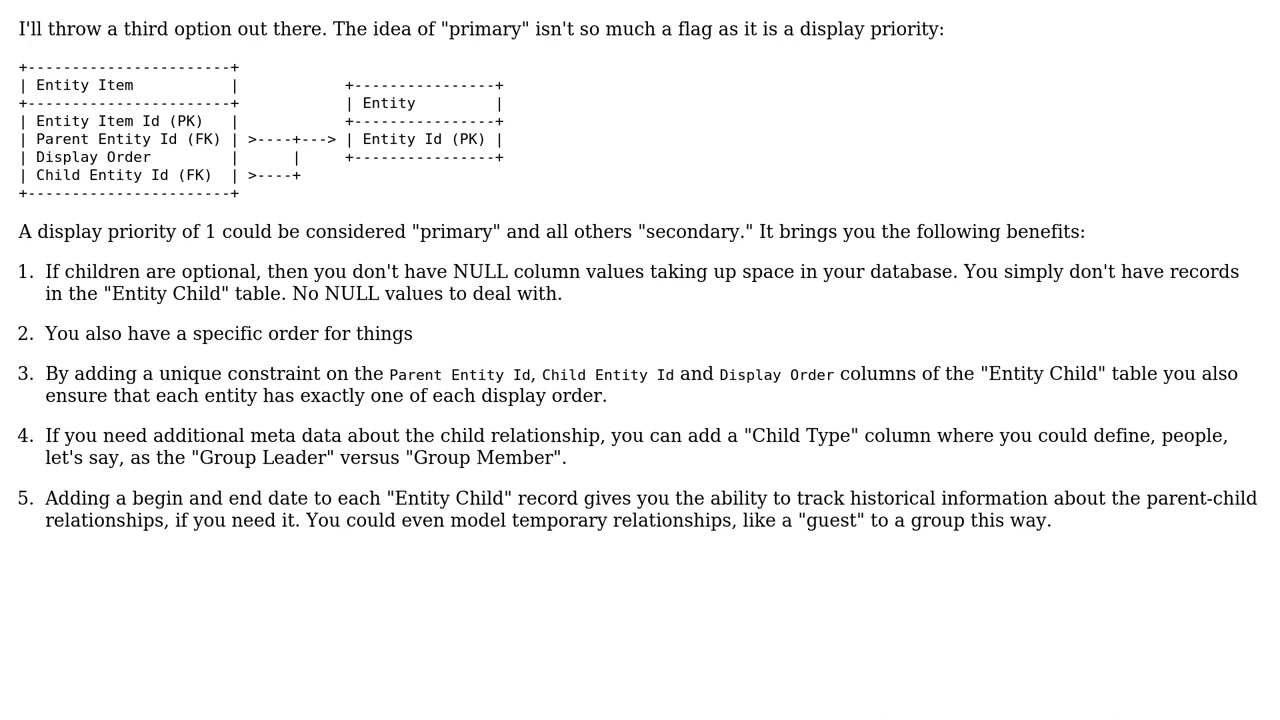 I'll throw a third option out there. The idea of "primary" isn't so much a flag as it is a display priority:
+-----------------------+
| Entity Item           |            +----------------+
+-----------------------+            | Entity         |
| Entity Item Id (PK)   |            +----------------+
| Parent Entity Id (FK) | >----+---> | Entity Id (PK) |
| Display Order         |      |     +----------------+
| Child Entity Id (FK)  | >----+
+-----------------------+
A display priority of 1 could be considered "primary" and all others "secondary." It brings you the following benefits:
1. If children are optional, then you don't have NULL column values taking up space in your database. You simply don't have records
in the "Entity Child" table. No NULL values to deal with.
2. You also have a specific order for things
3. By adding a unique constraint on the Parent Entity Id, Child Entity Id and Display Order columns of the "Entity Child" table you also
ensure that each entity has exactly one of each display order.
4. If you need additional meta data about the child relationship, you can add a "Child Type" column where you could define, people,
let's say, as the "Group Leader" versus "Group Member".
5. Adding a begin and end date to each "Entity Child" record gives you the ability to track historical information about the parent-child
relationships, if you need it. You could even model temporary relationships, like a "guest" to a group this way.